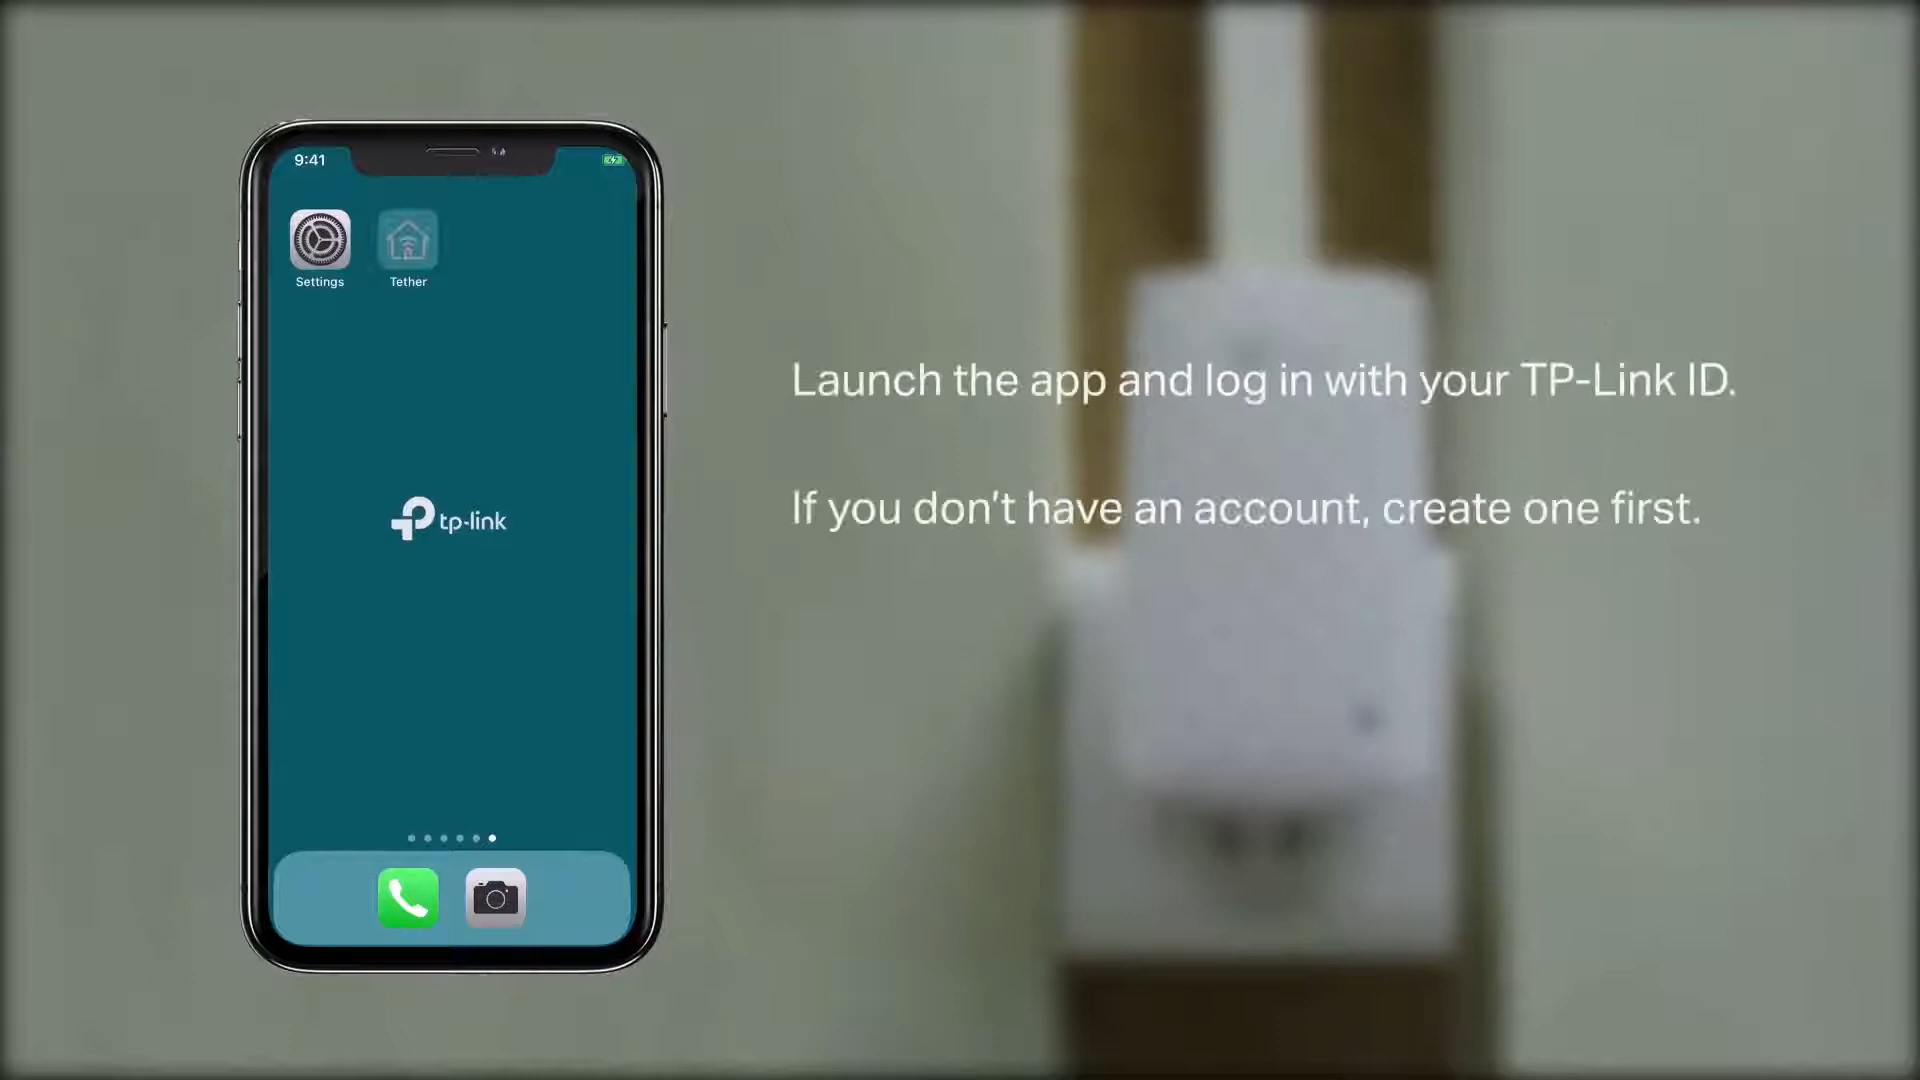 9:41
Settings
Tether
Launch the app and log in with your TP-Link ID.
If you don't have an account, create one first.
tp-link